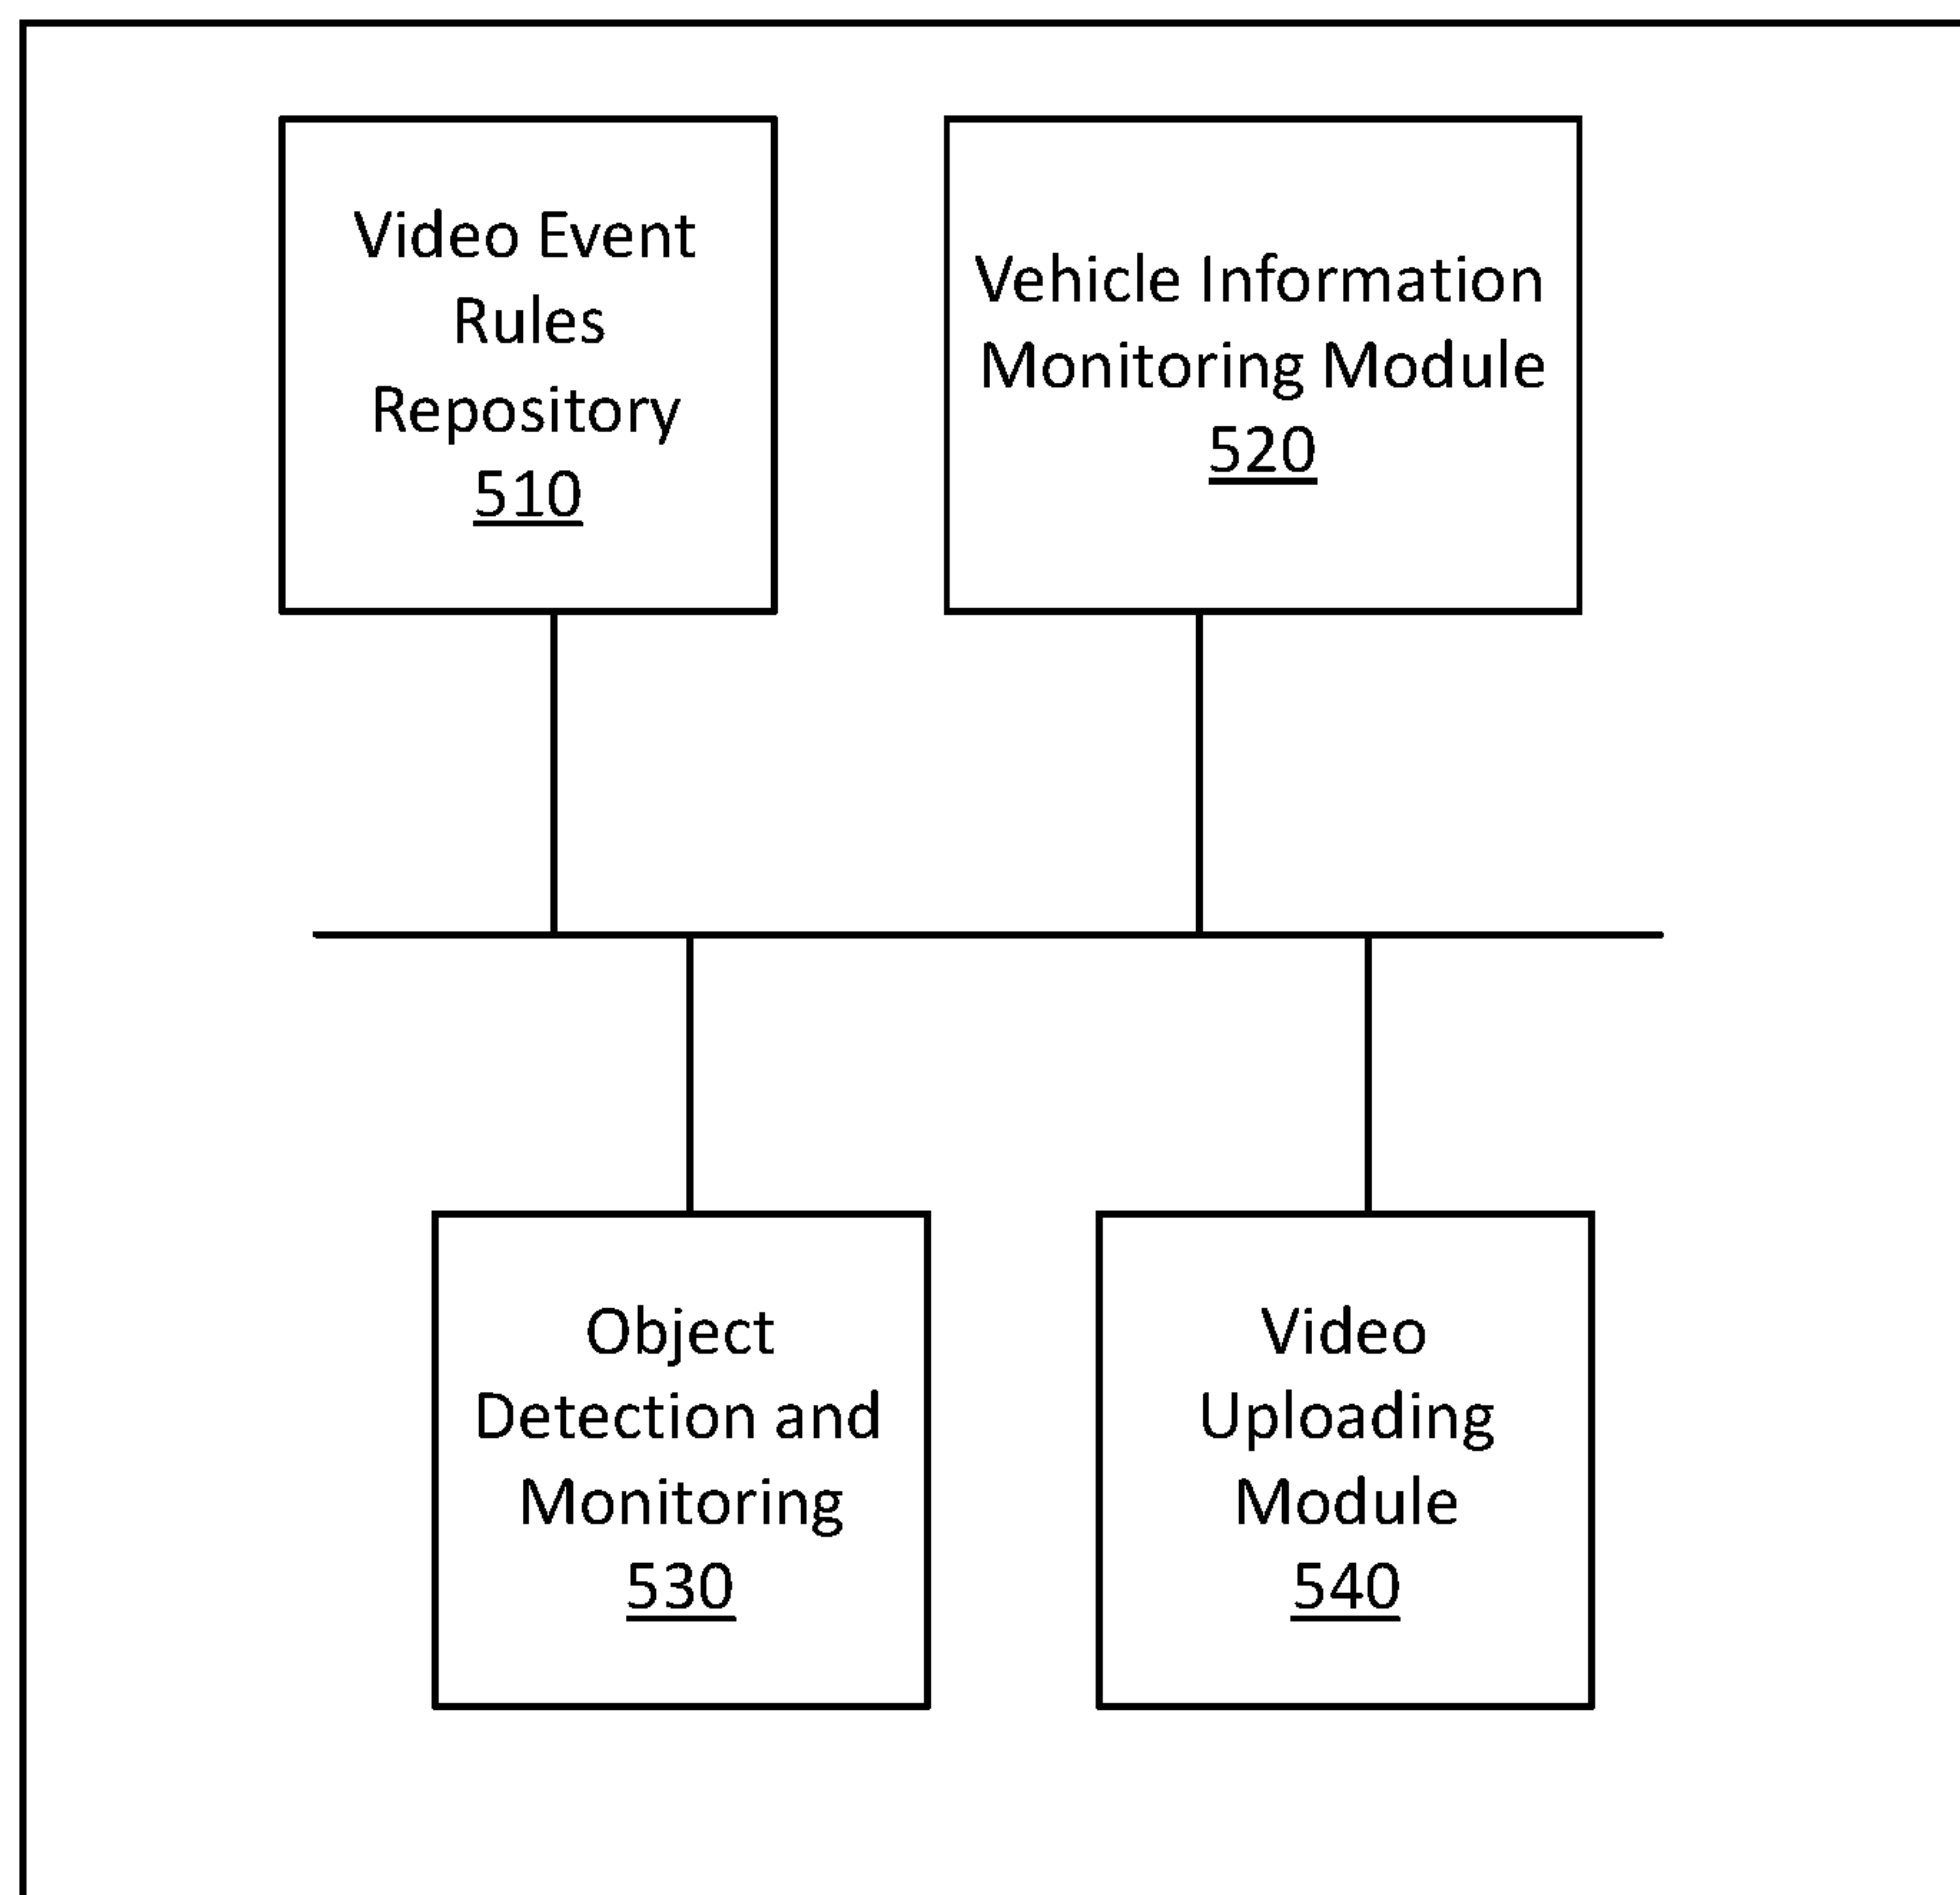 Video Event
Rules
Repository
510
Vehicle Information
Monitoring Module
520
Object
Detection and
Monitoring
530
Video
Uploading
Module
540